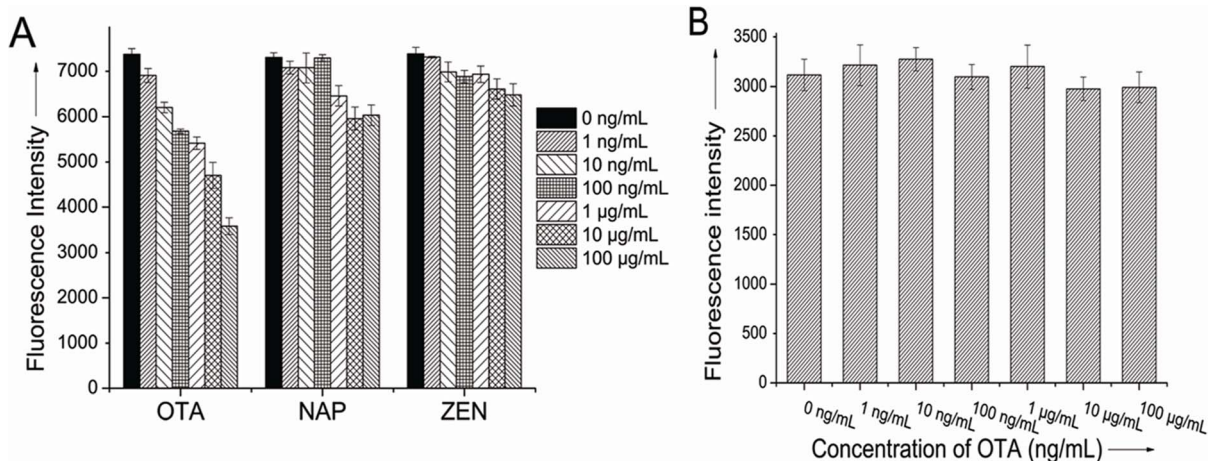 A
Fluorescence Intensity
7000
6000
5000
4000
3000
2000
1000
0
OTA NAP ZEN
0 ng/mL
1 ng/mL
10 ng/mL
100 ng/mL
1 µg/mL
10 µg/mL
100 µg/mL
B
Fluorescence intensity
3500
3000
2500
2000
1500
1000
500
0
0 ng/mL
1 ng/mL
10 ng/mL
100 ng/mL
1 µg/mL
10 µg/mL
100 µg/mL
Concentration of OTA (ng/mL)